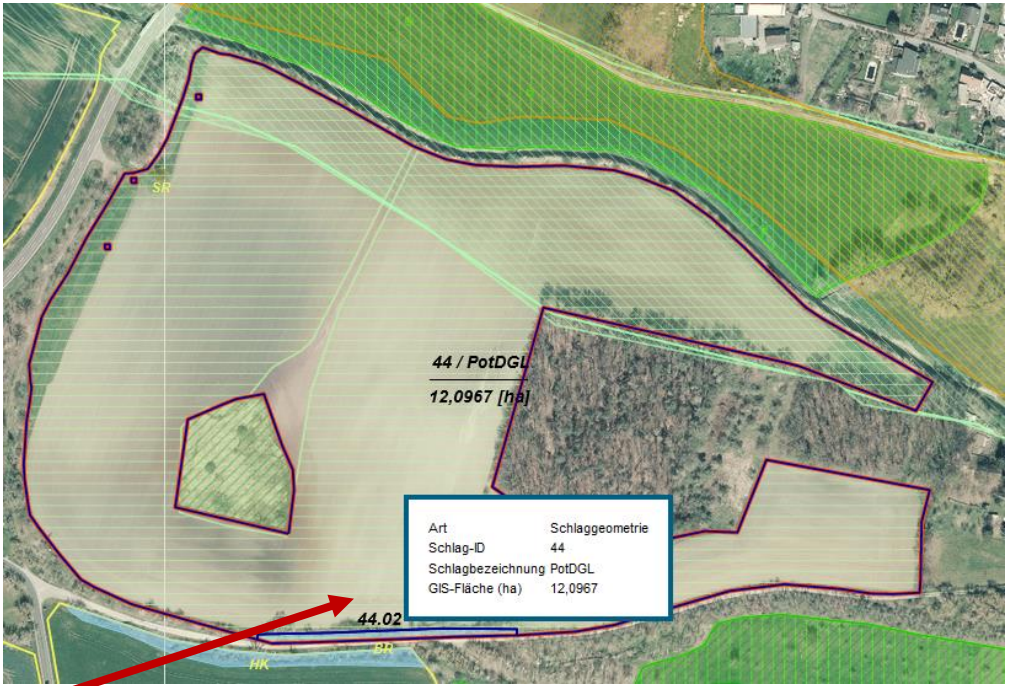 SR
44 / PotDGL
12,0967 [ha]
Art Schlaggeometrie
Schlag-ID 44
Schlagbezeichnung PotDGL
GIS-Fläche (ha) 12,0967
44.02
BR
HK